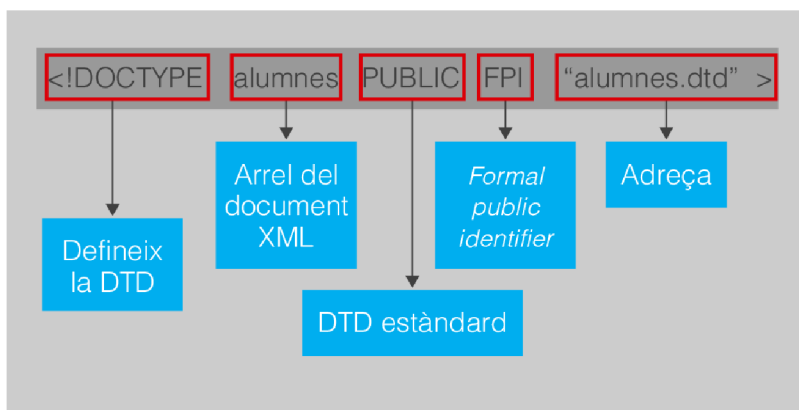 <!DOCTYPE alumnes PUBLIC FPI “alumnes.dtd” >
Arrel del
document
XML
Formal
public
identifier
Adreça
Defineix
la DTD
DTD estàndard